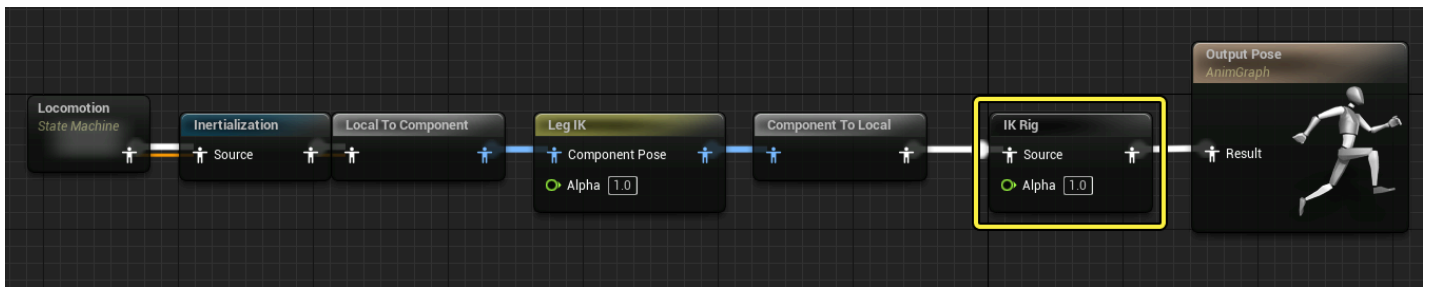 Locomotion
State Machine
Inertialization
Source
Local To Component
Leg IK
Component Pose
Alpha 1.0
Component To Local
IK Rig
Source
Alpha 1.0
Output Pose
AnimGraph
Result